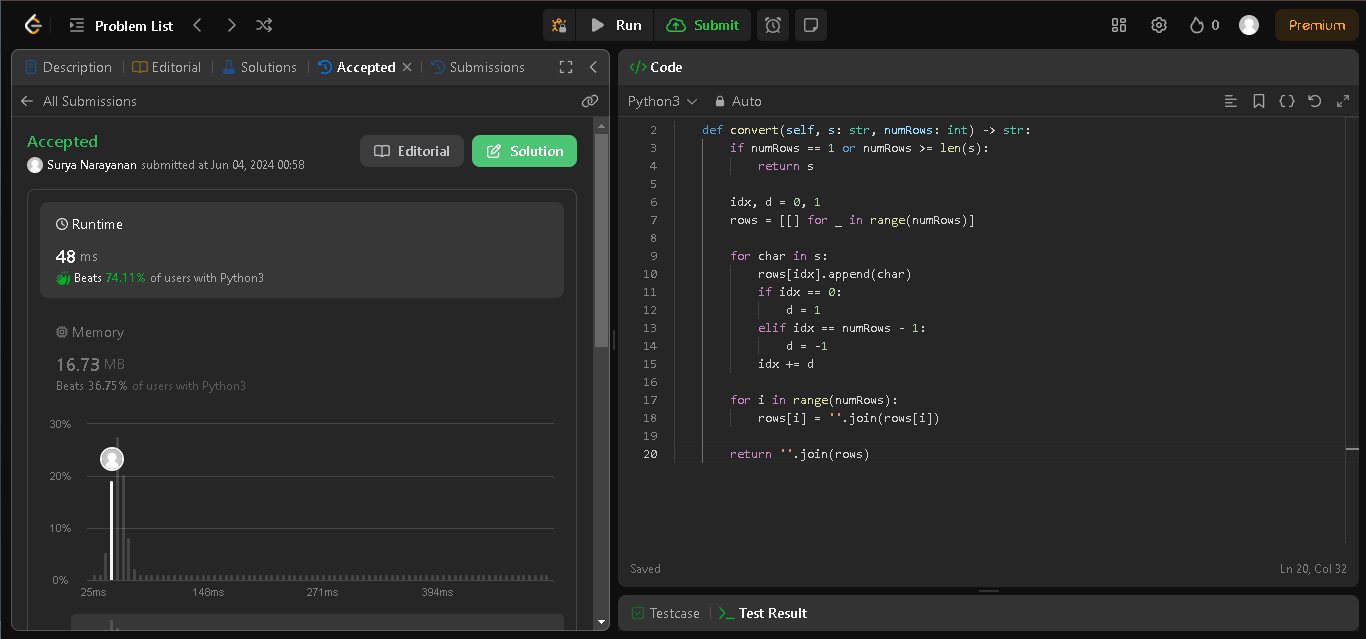 Problem List
Run
Submit
0
Premium
Description
Editorial
Solutions
Accepted
Submissions
All Submissions
Accepted
Surya Narayanan submitted at Jun 04, 2024 00:58
Editorial
Solution
Runtime
48 ms
Beats 74.11% of users with Python3
Memory
16.73 MB
Beats 36.75% of users with Python3
30%
20%
10%
0%
25ms 148ms 271ms 394ms
Code
Python3 Auto
2 def convert(self, s: str, numRows: int) -> str:
3 if numRows == 1 or numRows >= len(s):
4 return s
5
6 idx, d = 0, 1
7 rows = [[] for _ in range(numRows)]
8
9 for char in s:
10 rows[idx].append(char)
11 if idx == 0:
12 d = 1
13 elif idx == numRows - 1:
14 d = -1
15 idx += d
16
17 for i in range(numRows):
18 rows[i] = ''.join(rows[i])
19
20 return ''.join(rows)
Saved
Ln 20, Col 32
Testcase
Test Result